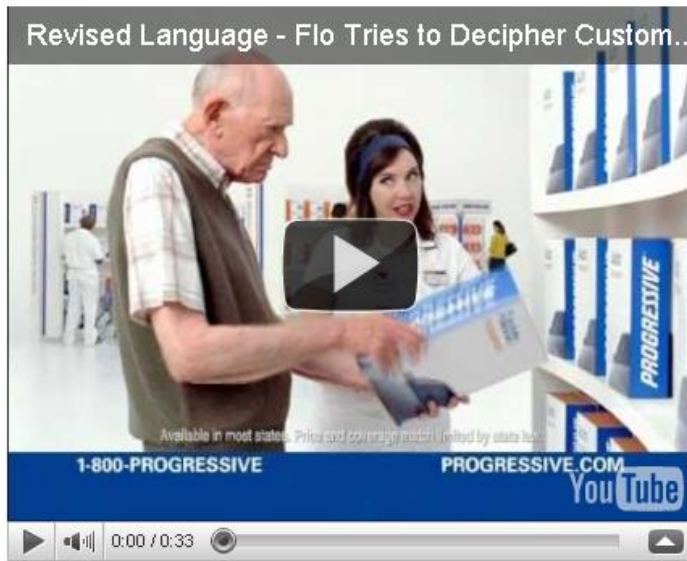 Revised Language - Flo Tries to Decipher Custom...
PROGRESSIVE
PROGRESSIVE
Available in most states. Price and coverage match limited by state law.
1-800-PROGRESSIVE
PROGRESSIVE.COM
YouTube
0:00 / 0:33